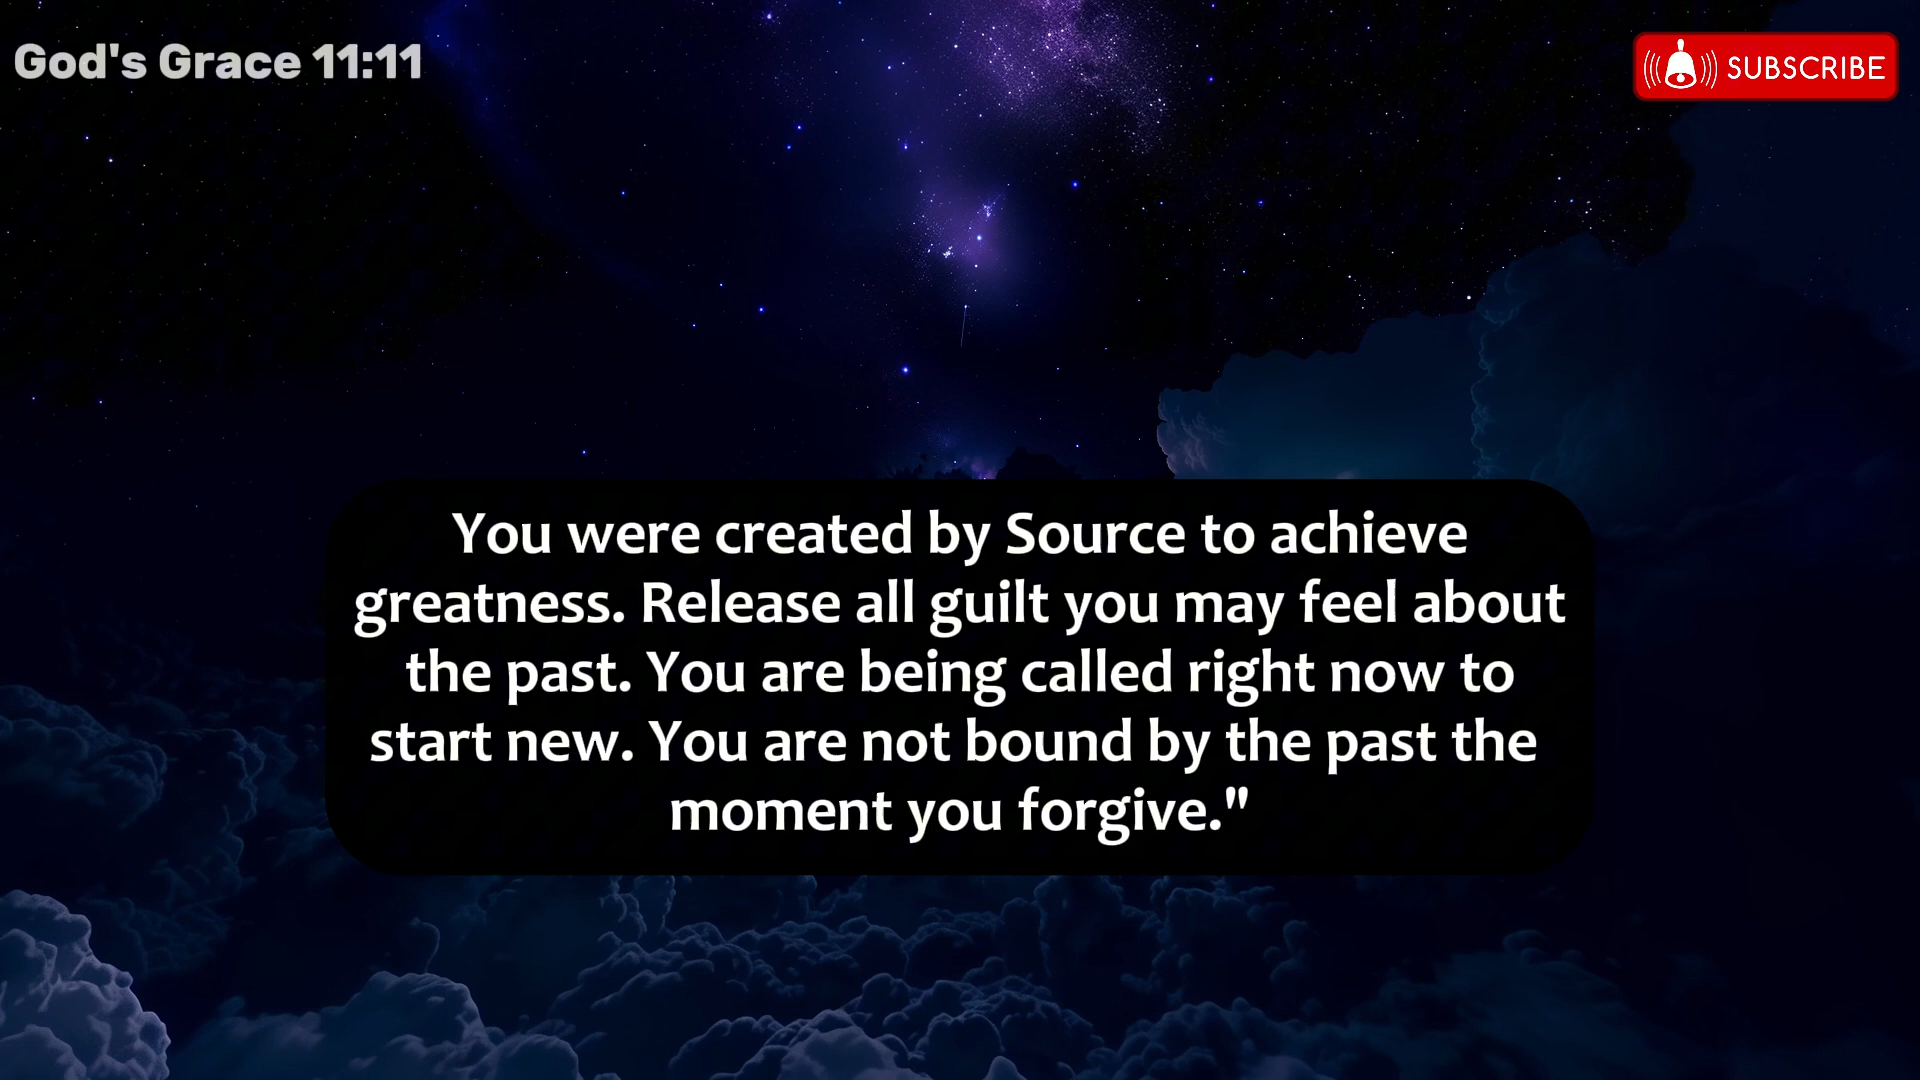 God's Grace 11:11
SUBSCRIBE
You were created by Source to achieve
greatness. Release all guilt you may feel about
the past. You are being called right now to
start new. You are not bound by the past the
moment you forgive."